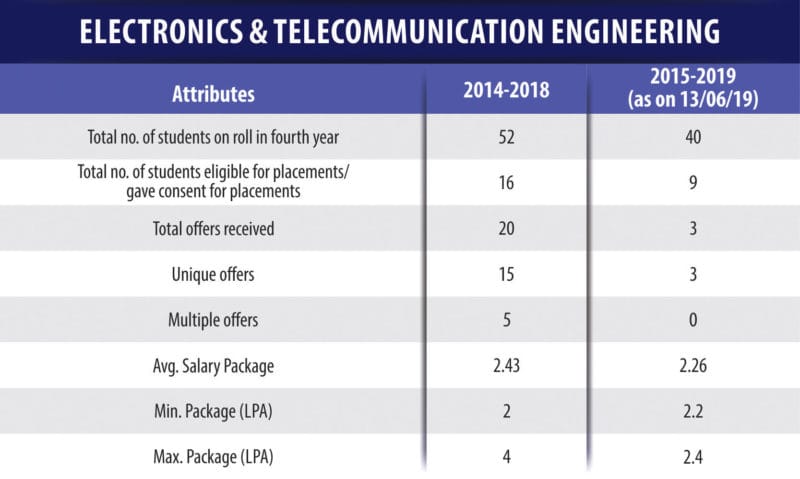 ELECTRONICS & TELECOMMUNICATION ENGINEERING
Attributes 2014-2018 2015-2019 (as on 13/06/19)
Total no. of students on roll in fourth year 52 40
Total no. of students eligible for placements/
gave consent for placements 16 9
Total offers received 20 3
Unique offers 15 3
Multiple offers 5 0
Avg. Salary Package 2.43 2.26
Min. Package (LPA) 2 2.2
Max. Package (LPA) 4 2.4